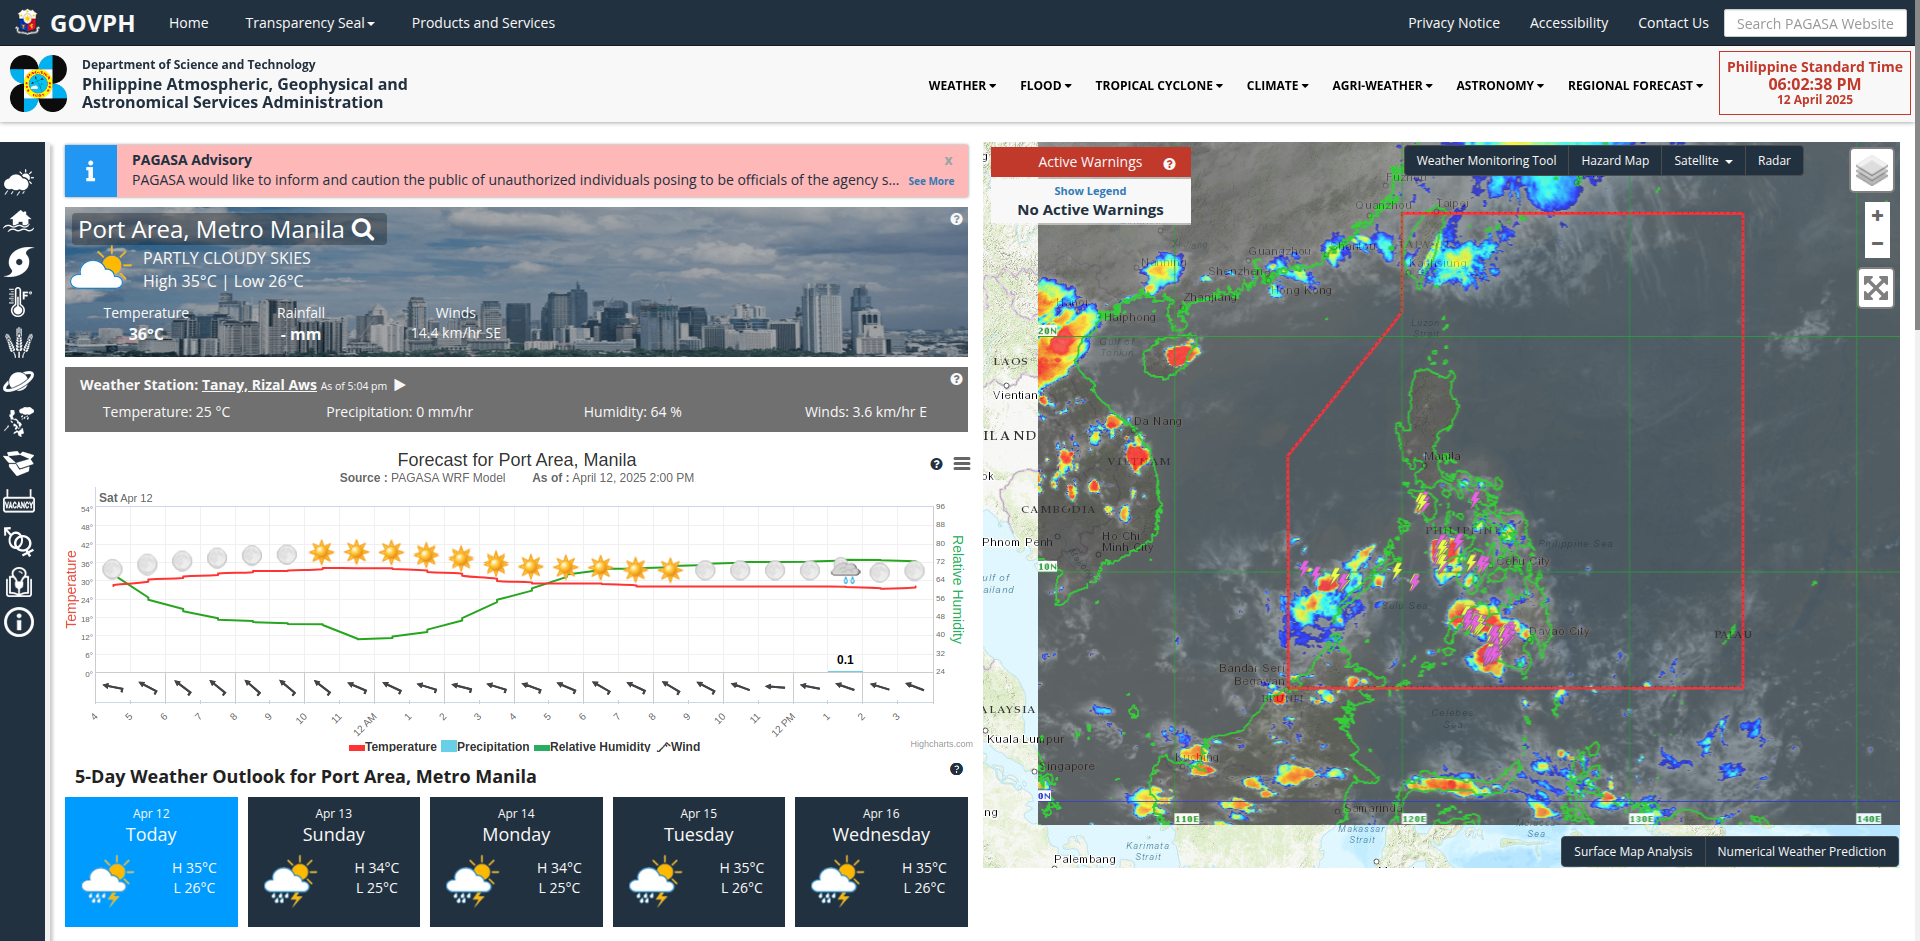 GOVPH
Home
Transparency Seal
Products and Services
Privacy Notice
Accessibility
Contact Us
Search PAGASA Website
Department of Science and Technology
Philippine Atmospheric, Geophysical and
Astronomical Services Administration
WEATHER
FLOOD
TROPICAL CYCLONE
CLIMATE
AGRI-WEATHER
ASTRONOMY
REGIONAL FORECAST
Philippine Standard Time
06:02:38 PM
12 April 2025
PAGASA Advisory
x
PAGASA would like to inform and caution the public of unauthorized individuals posing to be officials of the agency s... See More
Port Area, Metro Manila
PARTLY CLOUDY SKIES
High 35°C | Low 26°C
Temperature
Rainfall
Winds
36°C
- mm
14.4 km/hr SE
Weather Station: Tanay, Rizal Aws As of 5:04 pm
Temperature: 25 °C
Precipitation: 0 mm/hr
Humidity: 64 %
Winds: 3.6 km/hr E
Forecast for Port Area, Manila
Source : PAGASA WRF Model
As of : April 12, 2025 2:00 PM
Sat Apr 12
54°
48°
42°
36°
30°
24°
18°
12°
6°
0°
Temperature
96
88
80
72
64
56
48
40
32
24
Relative Humidity
0.1
4
5
6
7
8
9
10
11
12 AM
1
2
3
4
5
6
7
8
9
10
11
12 PM
1
2
3
Temperature
Precipitation
Relative Humidity
Wind
Highcharts.com
5-Day Weather Outlook for Port Area, Metro Manila
Apr 12
Today
H 35°C
L 26°C
Apr 13
Sunday
H 34°C
L 25°C
Apr 14
Monday
H 34°C
L 25°C
Apr 15
Tuesday
H 35°C
L 26°C
Apr 16
Wednesday
H 35°C
L 26°C
VACANCY
Active Warnings
Show Legend
No Active Warnings
Weather Monitoring Tool
Hazard Map
Satellite
Radar
+
−
Quanzhou
Taipei
Guangzhou
Shantou
Kaohsiung
Nanning
Shenzhen
Hong Kong
Zhanjiang
Hanoi
Haiphong
20N
Gulf of
Tonkin
Luzon
Strait
LAOS
Vientian
Da Nang
ILAND
VIETNAM
Manila
ok
CAMBODIA
PHILIPPINES
Philippine Sea
Phnom Penh
Ho Chi
Minh City
Cebu City
10N
ulf of
ailand
Sulu Sea
Davao City
PALAU
Bandar Seri
Begawan
BRUNEI
ALAYSIA
Celebes
Sea
Kuala Lumpur
Kuching
Singapore
0N
Samarinda
110E
120E
130E
140E
ng
Makassar
Strait
Sea
Karimata
Strait
Palembang
Surface Map Analysis
Numerical Weather Prediction